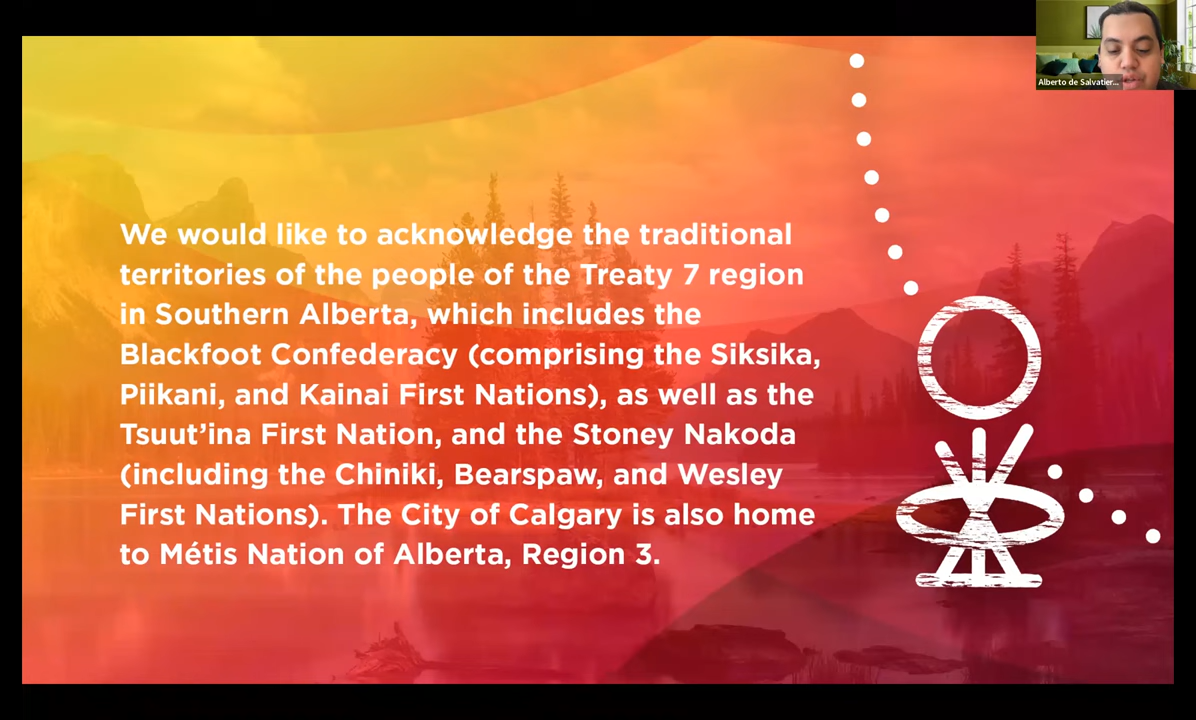 Alberto de Salvatier...
We would like to acknowledge the traditional
territories of the people of the Treaty 7 region
in Southern Alberta, which includes the
Blackfoot Confederacy (comprising the Siksika,
Piikani, and Kainai First Nations), as well as the
Tsuut’ina First Nation, and the Stoney Nakoda
(including the Chiniki, Bearspaw, and Wesley
First Nations). The City of Calgary is also home
to Métis Nation of Alberta, Region 3.